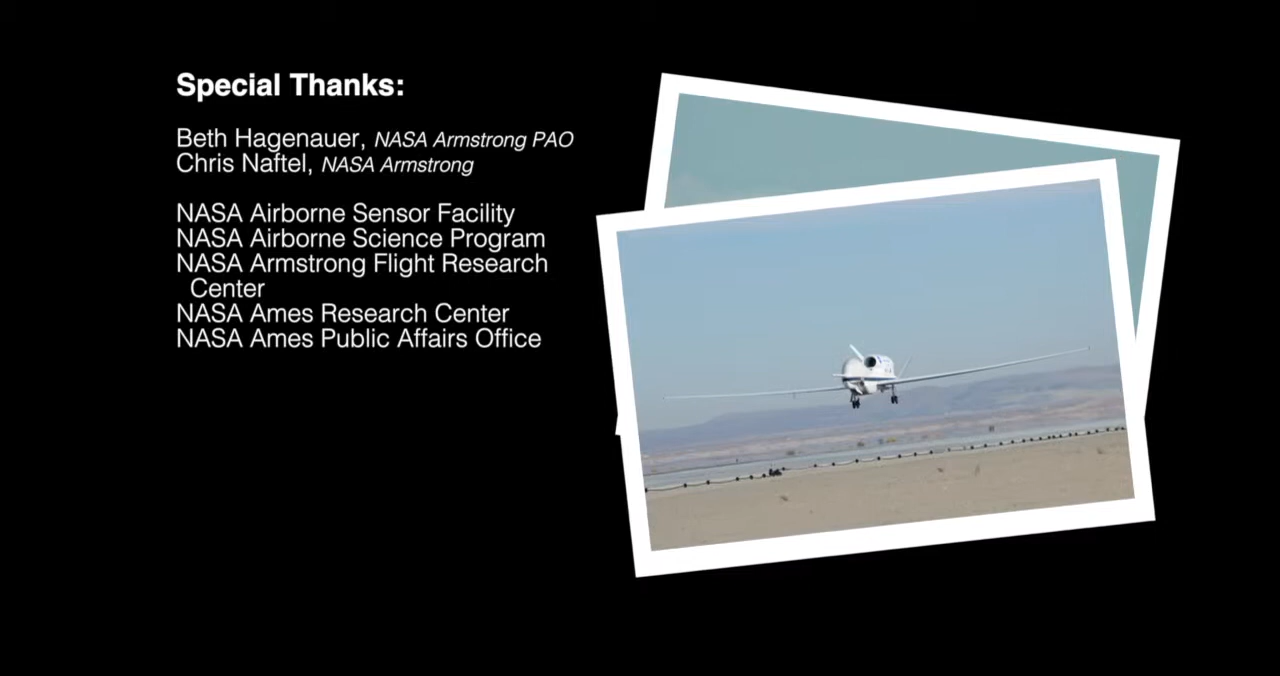 Special Thanks:
Beth Hagenauer, NASA Armstrong PAO
Chris Naftel, NASA Armstrong
NASA Airborne Sensor Facility
NASA Airborne Science Program
NASA Armstrong Flight Research
Center
NASA Ames Research Center
NASA Ames Public Affairs Office